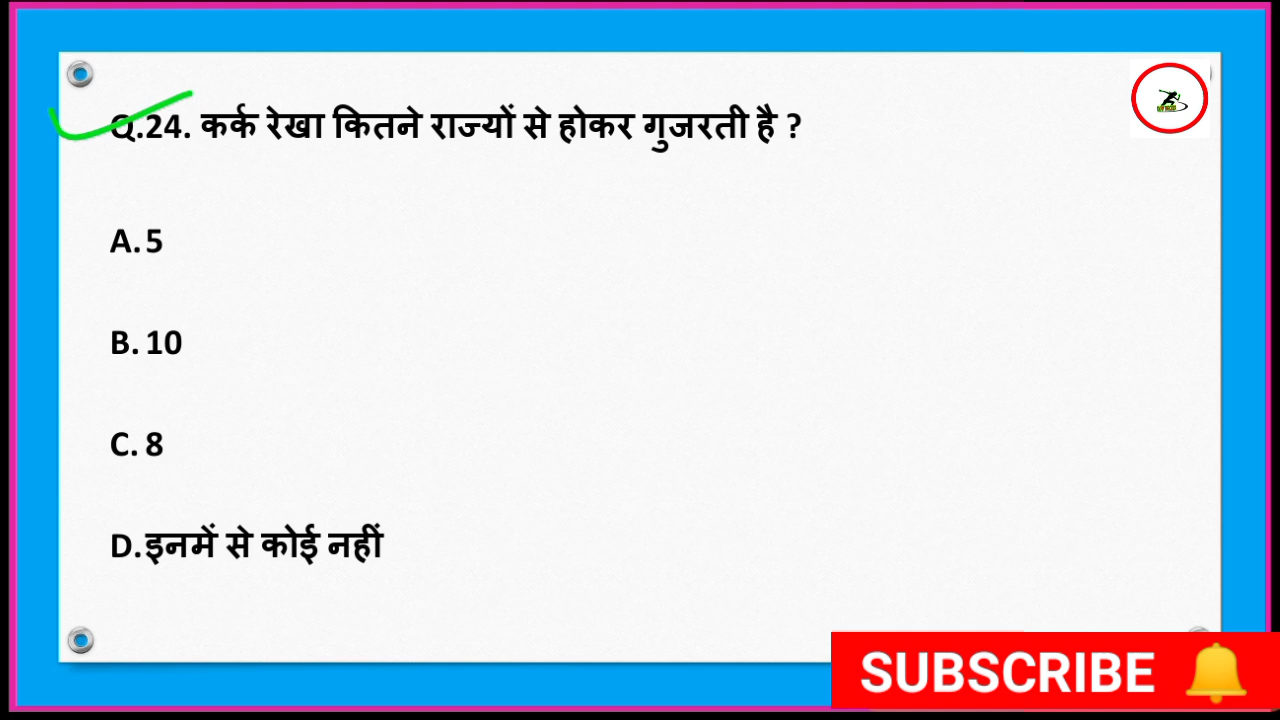 Q.24. कर्क रेखा कितने राज्यों से होकर गुजरती है ?
A. 5
B. 10
C. 8
D. इनमें से कोई नहीं
SUBSCRIBE